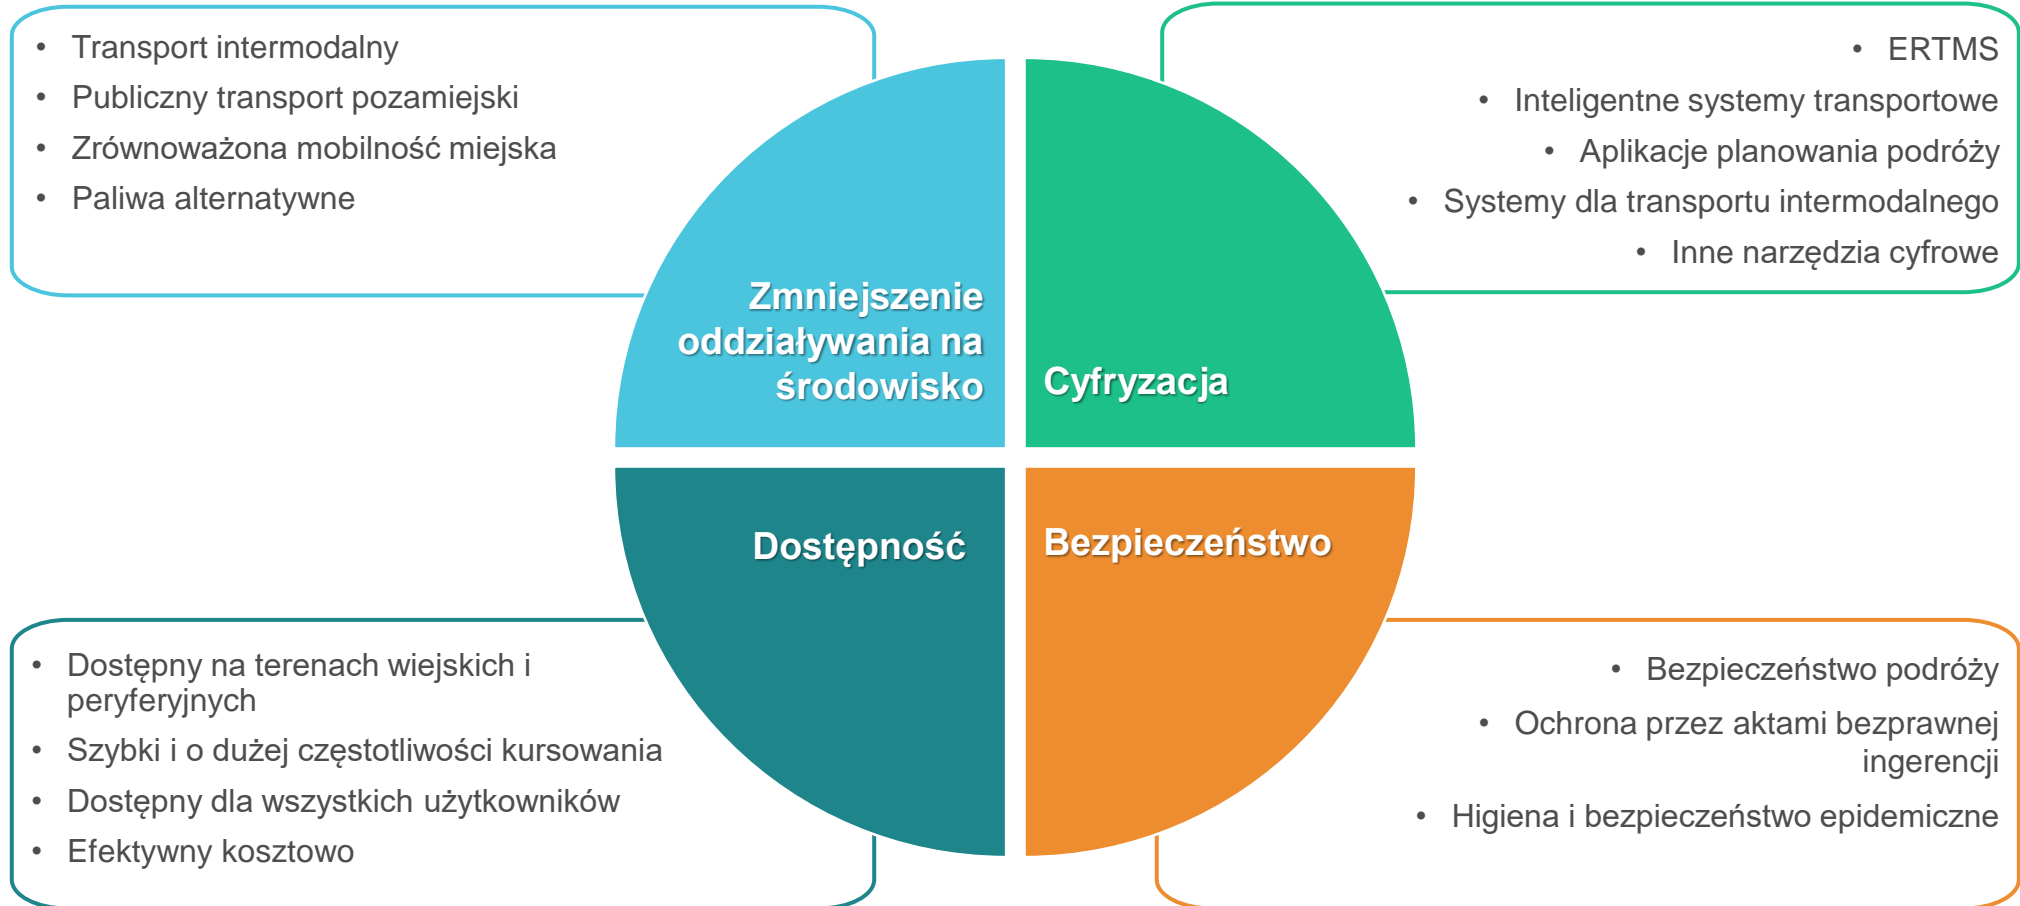 • Transport intermodalny
• Publiczny transport pozamiejski
• Zrównoważona mobilność miejska
• Paliwa alternatywne
• ERTMS
• Inteligentne systemy transportowe
• Aplikacje planowania podróży
• Systemy dla transportu intermodalnego
• Inne narzędzia cyfrowe
Zmniejszenie
oddziaływania na
środowisko
Cyfryzacja
Dostępność
Bezpieczeństwo
• Dostępny na terenach wiejskich i
peryferyjnych
• Szybki i o dużej częstotliwości kursowania
• Dostępny dla wszystkich użytkowników
• Efektywny kosztowo
• Bezpieczeństwo podróży
• Ochrona przez aktami bezprawnej
ingerencji
• Higiena i bezpieczeństwo epidemiczne